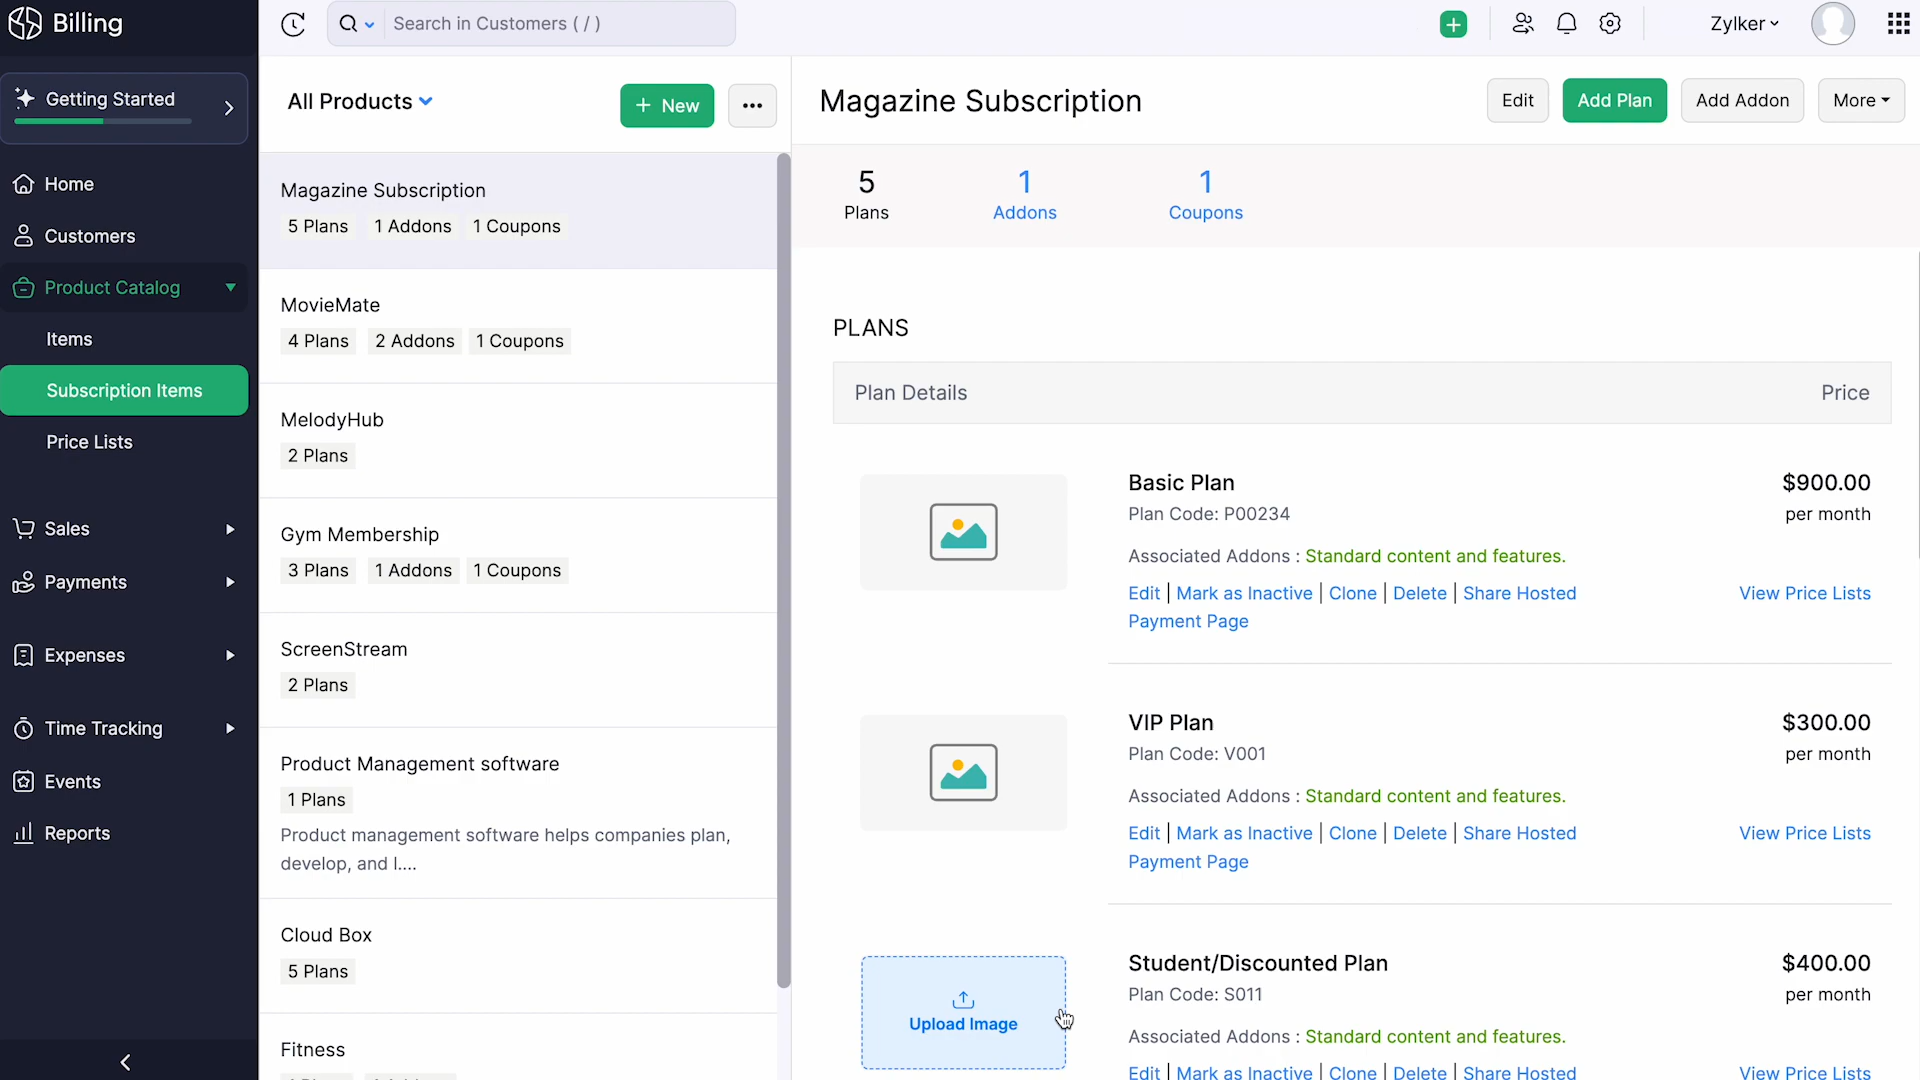 Billing
Search in Customers ( / )
Zylker
Getting Started
Home
Customers
Product Catalog
Items
Subscription Items
Price Lists
Sales
Payments
Expenses
Time Tracking
Events
Reports
All Products
+ New
Magazine Subscription
5 Plans 1 Addons 1 Coupons
MovieMate
4 Plans 2 Addons 1 Coupons
MelodyHub
2 Plans
Gym Membership
3 Plans 1 Addons 1 Coupons
ScreenStream
2 Plans
Product Management software
1 Plans
Product management software helps companies plan,
develop, and l....
Cloud Box
5 Plans
Fitness
Magazine Subscription
Edit Add Plan Add Addon More
5 1 1
Plans Addons Coupons
PLANS
Plan Details Price
Basic Plan $900.00
Plan Code: P00234 per month
Associated Addons : Standard content and features.
Edit | Mark as Inactive | Clone | Delete | Share Hosted View Price Lists
Payment Page
VIP Plan $300.00
Plan Code: V001 per month
Associated Addons : Standard content and features.
Edit | Mark as Inactive | Clone | Delete | Share Hosted View Price Lists
Payment Page
Upload Image
Student/Discounted Plan $400.00
Plan Code: S011 per month
Associated Addons : Standard content and features.
Edit | Mark as Inactive | Clone | Delete | Share Hosted View Price Lists